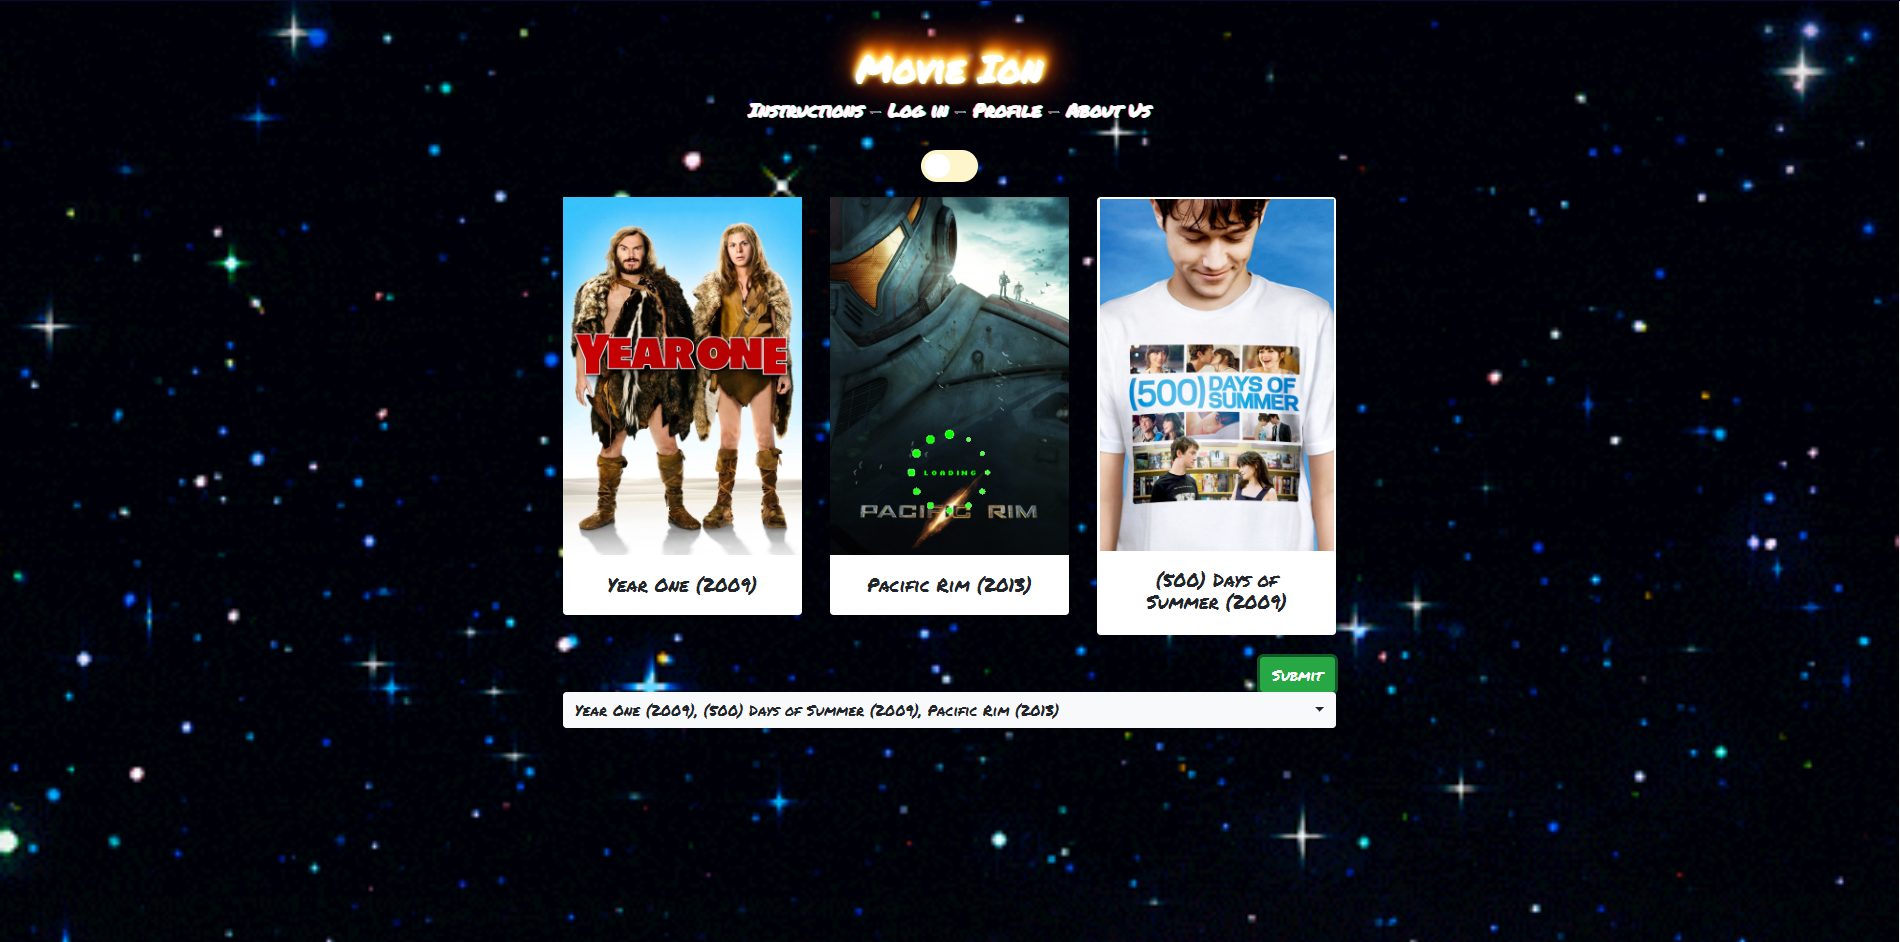 Movie Ion
Instructions - Log in - Profile - About Us
YEAR ONE
LOADING
PACIFIC RIM
(500) DAYS OF
SUMMER
Year One (2009)
Pacific Rim (2013)
(500) Days of
Summer (2009)
Submit
Year One (2009), (500) Days of Summer (2009), Pacific Rim (2013)